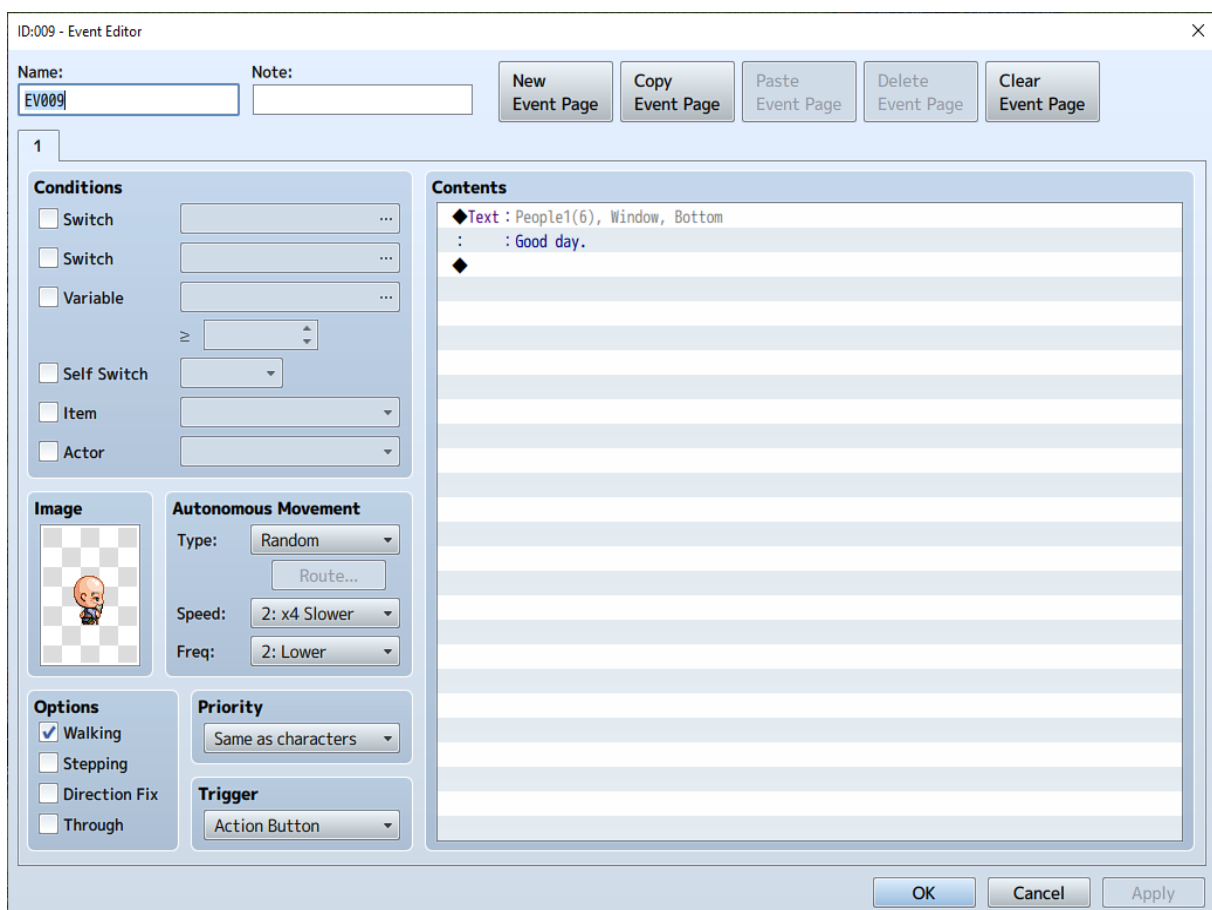 ID:009 - Event Editor
Name:
Note:
EV009
New
Event Page
Copy
Event Page
Paste
Event Page
Delete
Event Page
Clear
Event Page
1
Conditions
Switch ...
Switch ...
Variable ...
≥
Self Switch
Item
Actor
Image
Autonomous Movement
Type: Random
Route...
Speed: 2: x4 Slower
Freq: 2: Lower
Options
Walking
Stepping
Direction Fix
Through
Priority
Same as characters
Trigger
Action Button
Contents
◆Text : People1(6), Window, Bottom
: : Good day.
◆
OK Cancel Apply